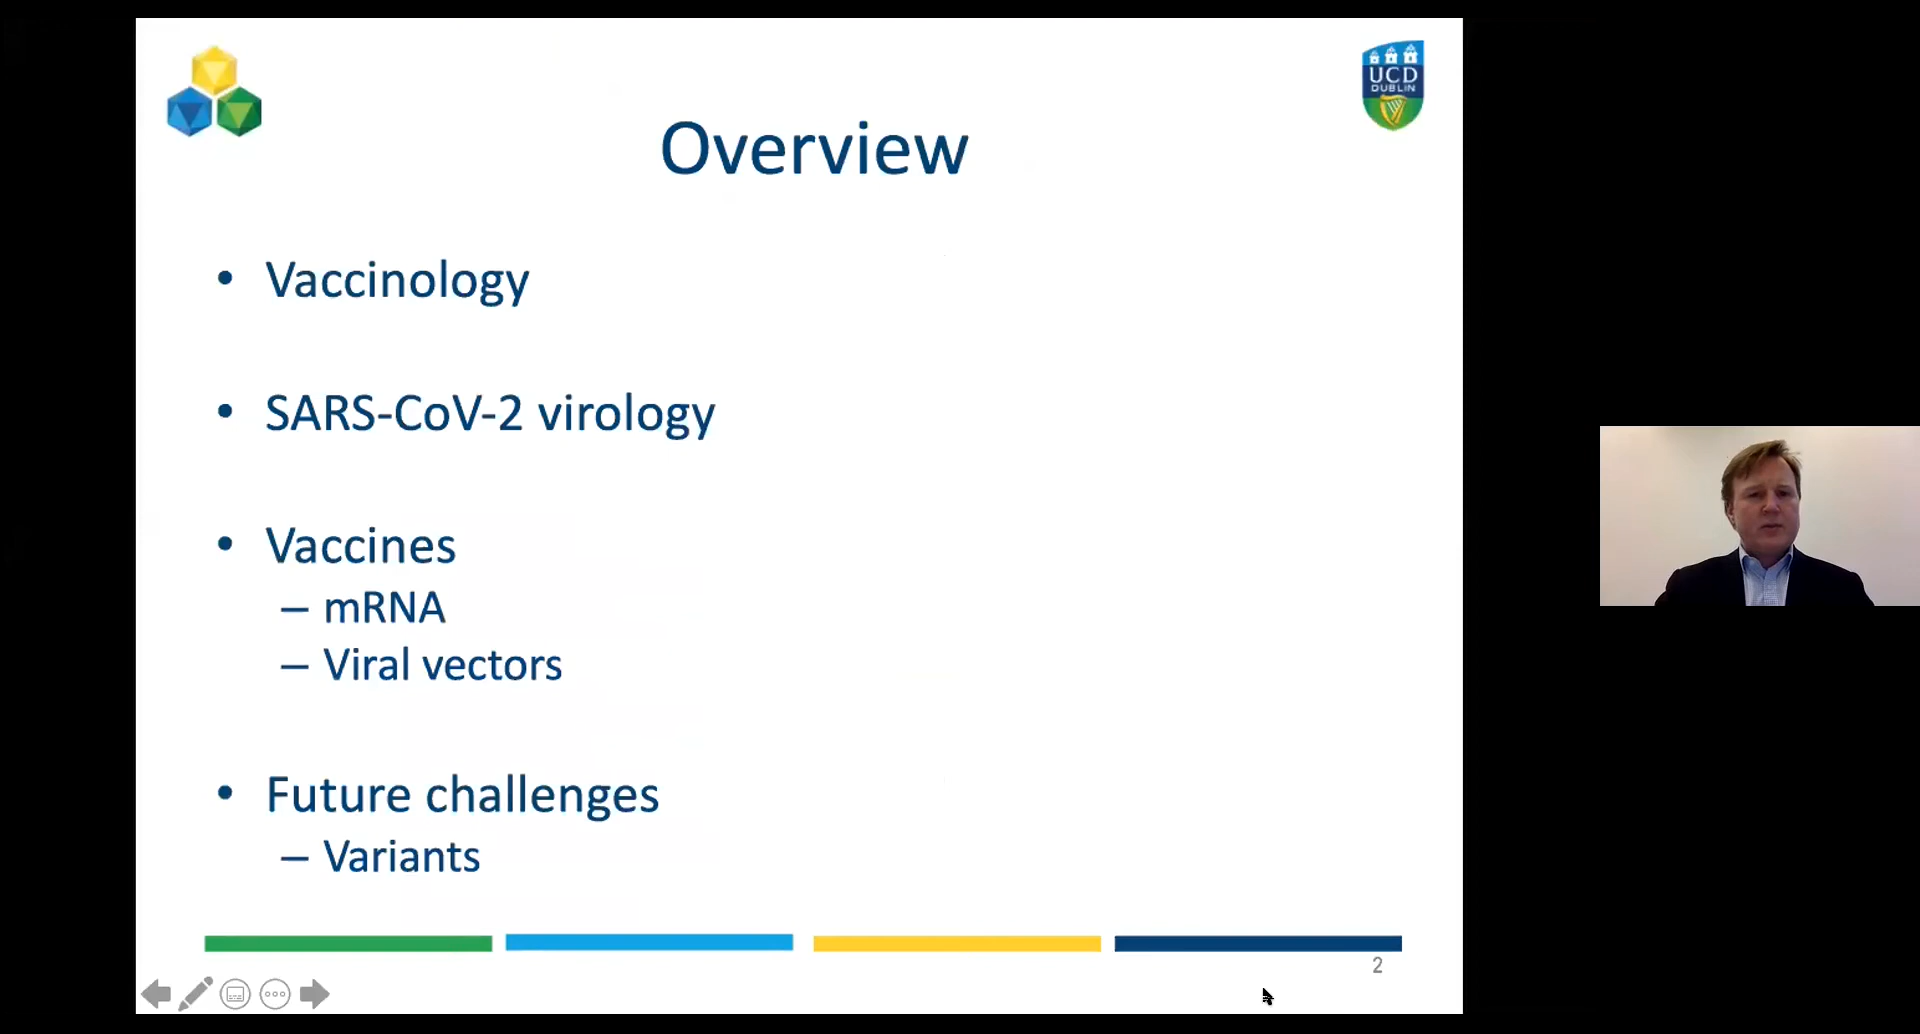 UCD
DUBLIN
Overview
• Vaccinology
• SARS-CoV-2 virology
• Vaccines
– mRNA
– Viral vectors
• Future challenges
– Variants
2